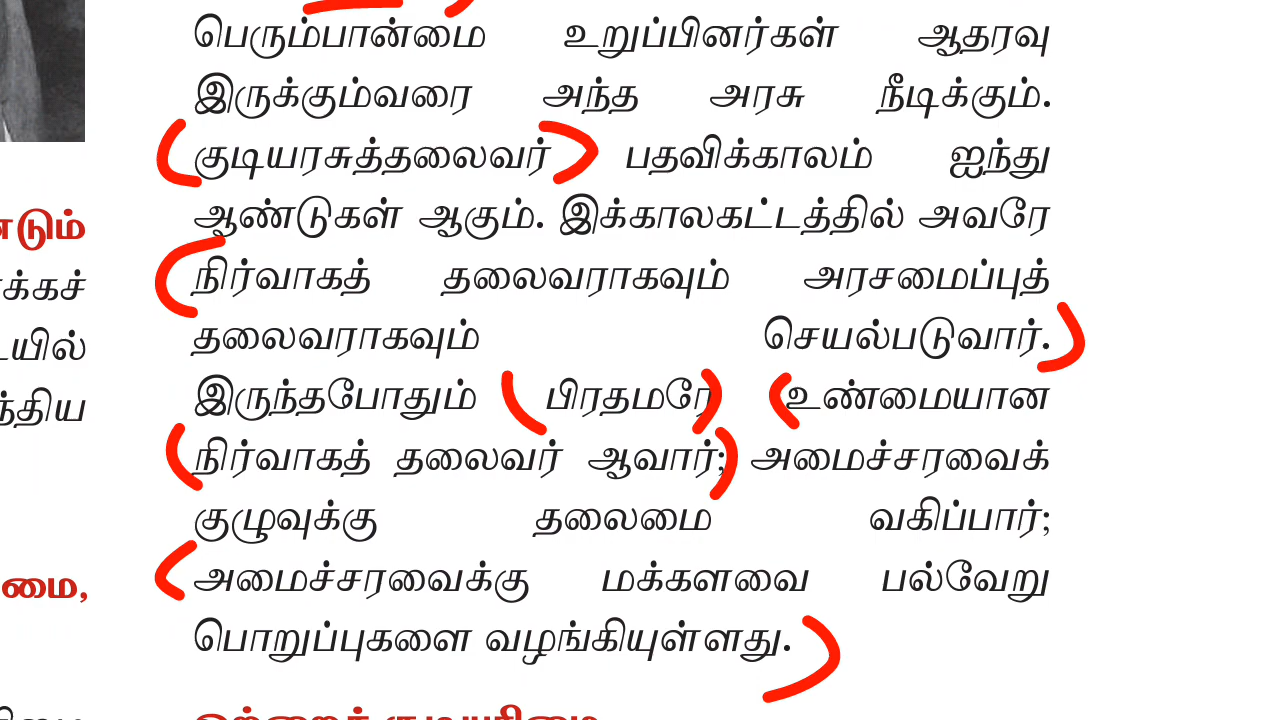 பெரும்பான்மை உறுப்பினர்கள் ஆதரவு
இருக்கும்வரை அந்த அரசு நீடிக்கும்.
குடியரசுத்தலைவர் பதவிக்காலம் ஐந்து
ஆண்டுகள் ஆகும். இக்காலகட்டத்தில் அவரே
நிர்வாகத் தலைவராகவும் அரசமைப்புத்
தலைவராகவும் செயல்படுவார்.
இருந்தபோதும் பிரதமரே உண்மையான
நிர்வாகத் தலைவர் ஆவார்; அமைச்சரவைக்
குழுவுக்கு தலைமை வகிப்பார்;
அமைச்சரவைக்கு மக்களவை பல்வேறு
பொறுப்புகளை வழங்கியுள்ளது.